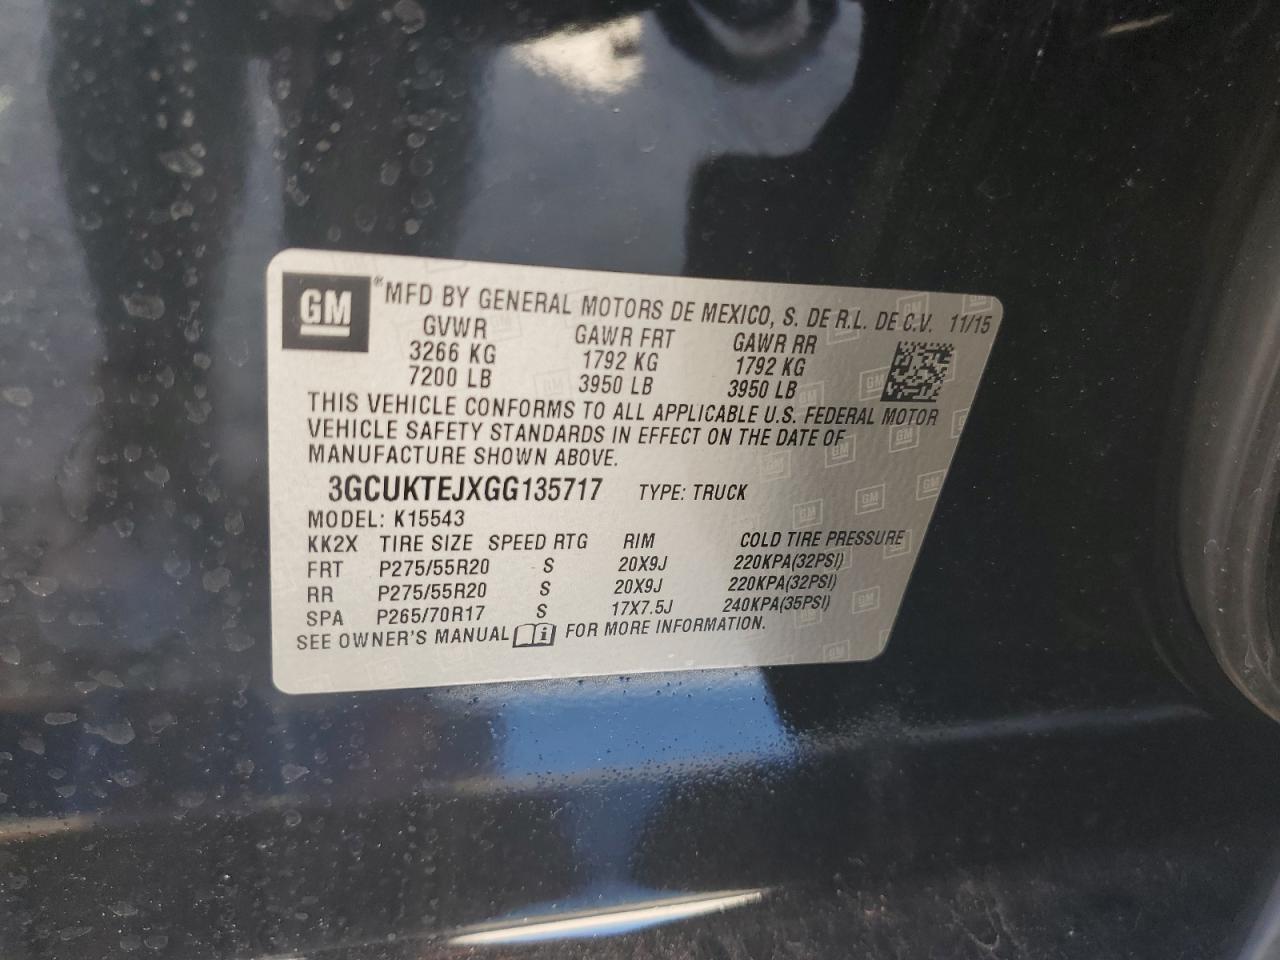 GM ® MFD BY GENERAL MOTORS DE MEXICO, S. DE R.L. DE C.V. 11/15
GVWR GAWR FRT GAWR RR
3266 KG 1792 KG 1792 KG
7200 LB 3950 LB 3950 LB
THIS VEHICLE CONFORMS TO ALL APPLICABLE U.S. FEDERAL MOTOR
VEHICLE SAFETY STANDARDS IN EFFECT ON THE DATE OF
MANUFACTURE SHOWN ABOVE.
3GCUKTEJXGG135717 TYPE: TRUCK
MODEL: K15543
KK2X TIRE SIZE SPEED RTG RIM COLD TIRE PRESSURE
FRT P275/55R20 S 20X9J 220KPA(32PSI)
RR P275/55R20 S 20X9J 220KPA(32PSI)
SPA P265/70R17 S 17X7.5J 240KPA(35PSI)
SEE OWNER'S MANUAL i FOR MORE INFORMATION.